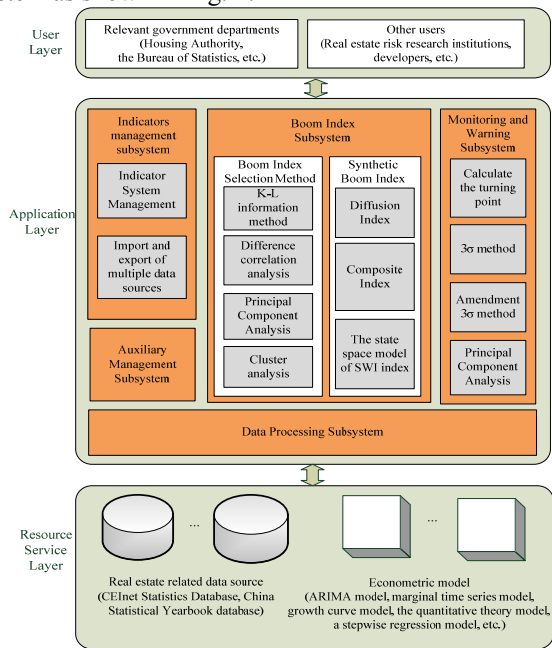 User
Layer
Relevant government departments
(Housing Authority,
the Bureau of Statistics, etc.)
Other users
(Real estate risk research institutions,
developers, etc.)
Application
Layer
Indicators
management
subsystem
Indicator
System
Management
Import and
export of
multiple data
sources
Auxiliary
Management
Subsystem
Boom Index
Subsystem
Boom Index
Selection Method
K-L
information
method
Difference
correlation
analysis
Principal
Component
Analysis
Cluster
analysis
Synthetic
Boom Index
Diffusion
Index
Composite
Index
The state
space model
of SWI index
Monitoring and
Warning
Subsystem
Calculate
the turning
point
3σ method
Amendment
3σ method
Principal
Component
Analysis
Data Processing Subsystem
Resource
Service
Layer
...
Real estate related data source
(CEInet Statistics Database, China
Statistical Yearbook database)
...
Econometric model
(ARIMA model, marginal time series model,
growth curve model, the quantitative theory model,
a stepwise regression model, etc.)